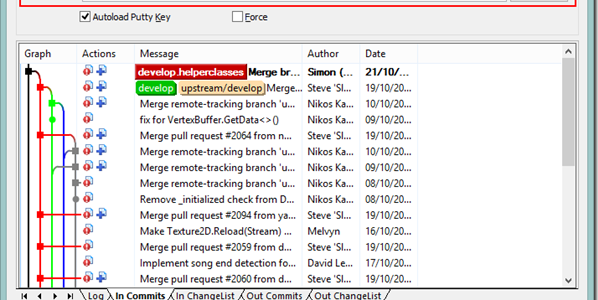 Autoload Putty Key Force
Graph Actions Message Author Date
develop.helperclasses Merge br... Simon (... 21/10/...
develop upstream/develop Merge... Steve 'Sl... 19/10/20...
Merge remote-tracking branch 'u... Nikos Ka... 19/10/20...
fix for VertexBuffer.GetData<>() Nikos Ka... 09/10/20...
Merge pull request #2064 from n... Steve 'Sl... 19/10/20...
Merge remote-tracking branch 'u... Nikos Ka... 10/10/20...
Merge remote-tracking branch 'u... Nikos Ka... 09/10/20...
Merge remote-tracking branch 'u... Nikos Ka... 08/10/20...
Remove _initialized check from D... Nikos Ka... 08/10/20...
Merge pull request #2094 from ya... Steve 'Sl... 19/10/20...
Make Texture2D.Reload(Stream) ... Melvyn 16/10/20...
Merge pull request #2059 from d... Steve 'Sl... 19/10/20...
Implement song end detection fo... David Le... 17/10/20...
Merge pull request #2060 from d... Steve 'Sl... 19/10/20...
Log In Commits In ChangeList Out Commits Out ChangeList